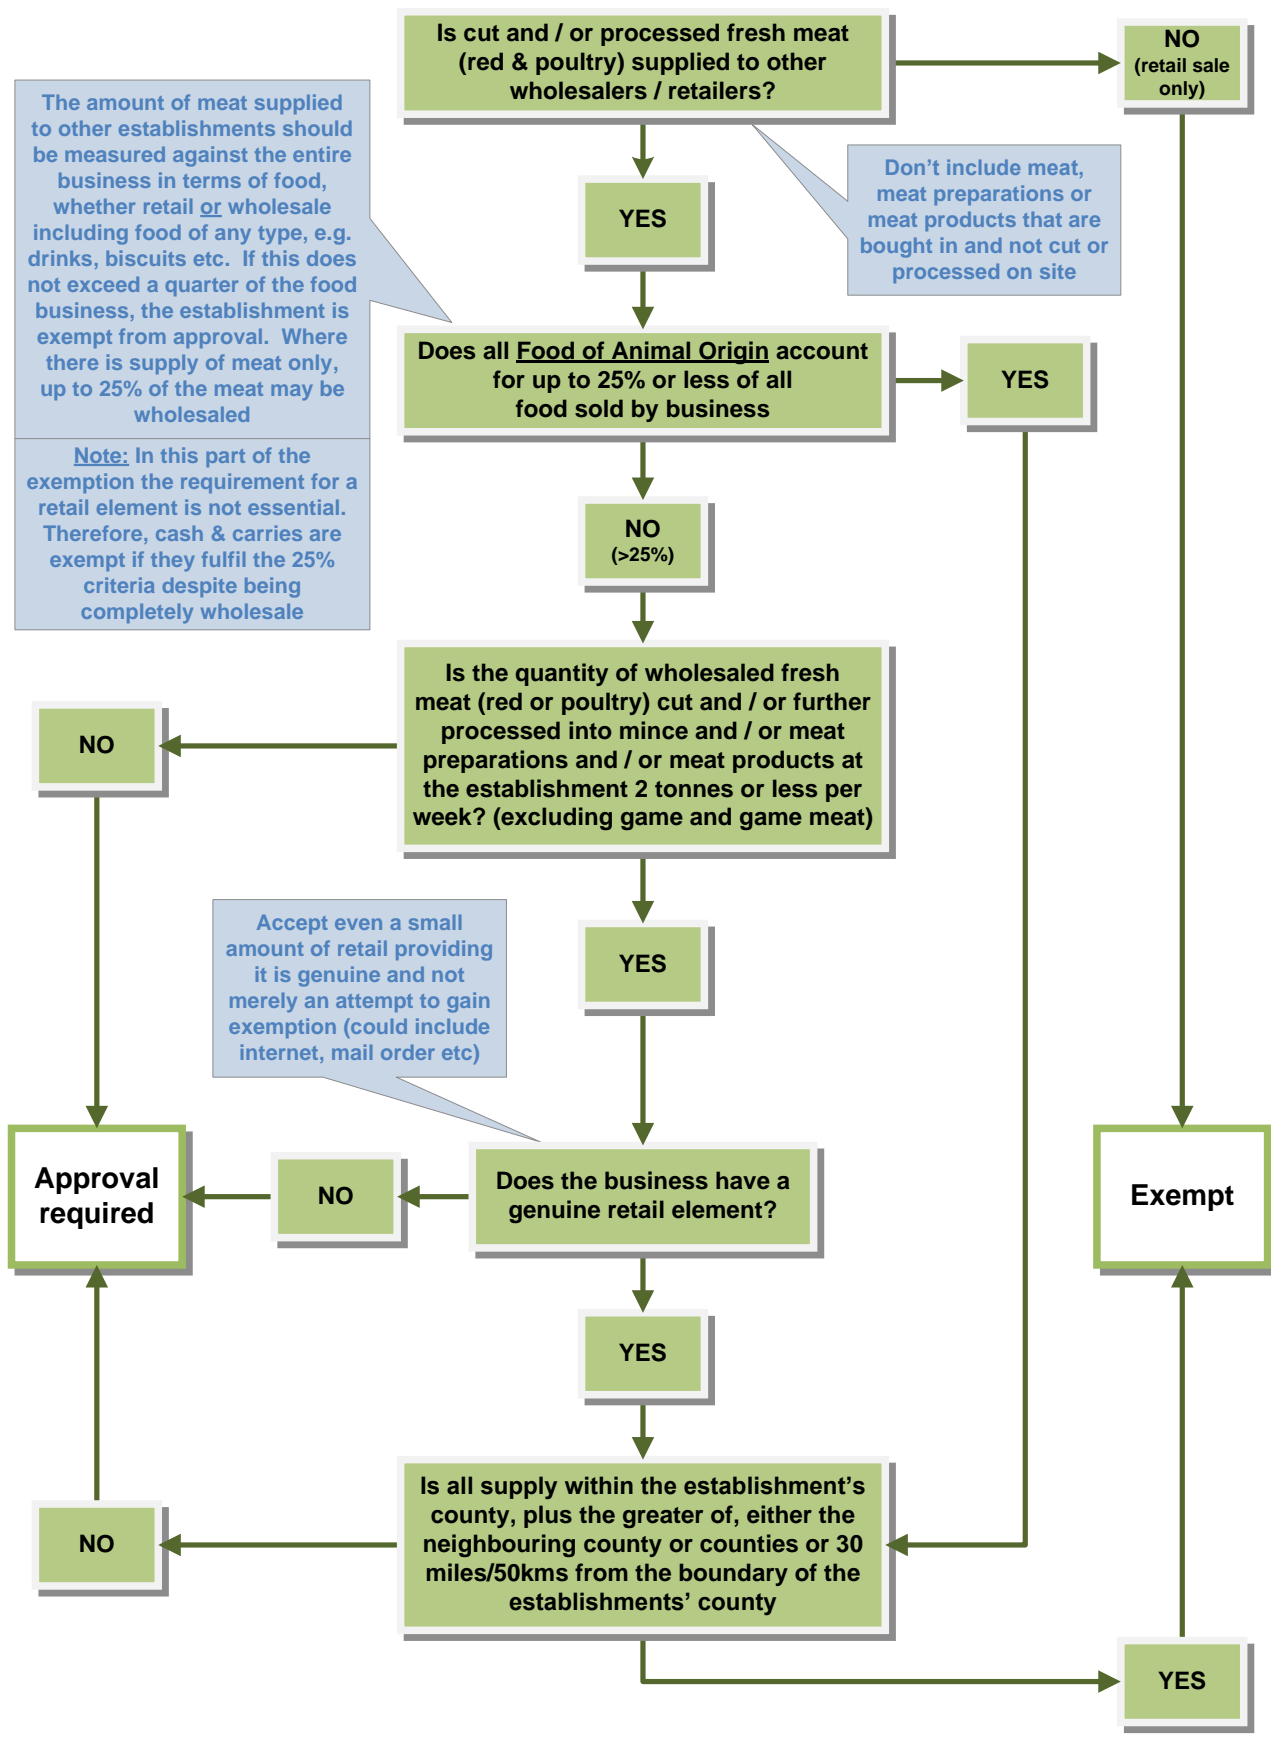 Is cut and / or processed fresh meat
(red & poultry) supplied to other
wholesalers / retailers?
NO
(retail sale
only)
The amount of meat supplied
to other establishments should
be measured against the entire
business in terms of food,
whether retail or wholesale
including food of any type, e.g.
drinks, biscuits etc.  If this does
not exceed a quarter of the food
business, the establishment is
exempt from approval.  Where
there is supply of meat only,
up to 25% of the meat may be
wholesaled
Note: In this part of the
exemption the requirement for a
retail element is not essential.
Therefore, cash & carries are
exempt if they fulfil the 25%
criteria despite being
completely wholesale
Don’t include meat,
meat preparations or
meat products that are
bought in and not cut or
processed on site
YES
Does all Food of Animal Origin account
for up to 25% or less of all
food sold by business
YES
NO
(>25%)
Is the quantity of wholesaled fresh
meat (red or poultry) cut and / or further
processed into mince and / or meat
preparations and / or meat products at
the establishment 2 tonnes or less per
week? (excluding game and game meat)
NO
YES
Accept even a small
amount of retail providing
it is genuine and not
merely an attempt to gain
exemption (could include
internet, mail order etc)
Does the business have a
genuine retail element?
NO
Approval
required
Exempt
YES
Is all supply within the establishment’s
county, plus the greater of, either the
neighbouring county or counties or 30
miles/50kms from the boundary of the
establishments’ county
NO
YES